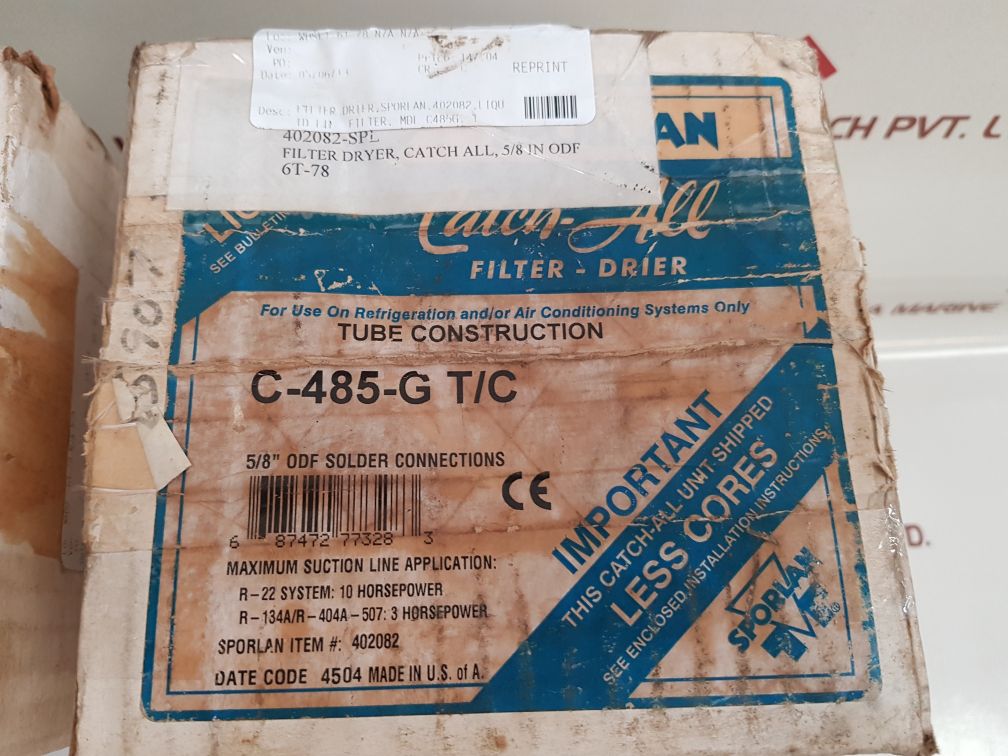 REPRINT
402082-SPL
FILTER DRYER, CATCH ALL, 5/8 IN ODF
6T-78
SEE BULLETIN
Catch-All
FILTER - DRIER
For Use On Refrigeration and/or Air Conditioning Systems Only
TUBE CONSTRUCTION
C-485-G T/C
5/8" ODF SOLDER CONNECTIONS
CE
6 87472 77328 3
MAXIMUM SUCTION LINE APPLICATION:
R-22 SYSTEM: 10 HORSEPOWER
R-134A/R-404A-507: 3 HORSEPOWER
SPORLAN ITEM #: 402082
DATE CODE 4504 MADE IN U.S. of A.
IMPORTANT
THIS CATCH-ALL UNIT SHIPPED
LESS CORES
SEE ENCLOSED INSTALLATION INSTRUCTIONS
SPORLAN
®
CH PVT. L
A MARINE
D.